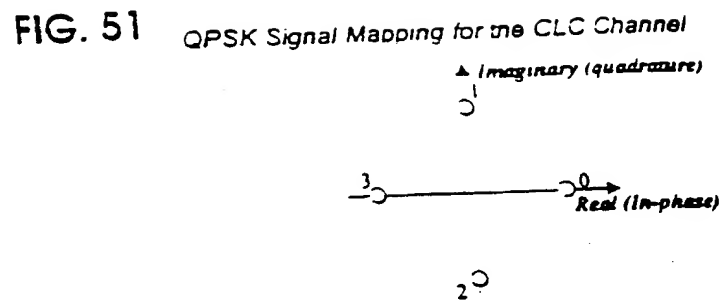 FIG. 51 QPSK Signal Mapping for the CLC Channel
Imaginary (quadrature)
1
3
0
Real (in-phase)
2